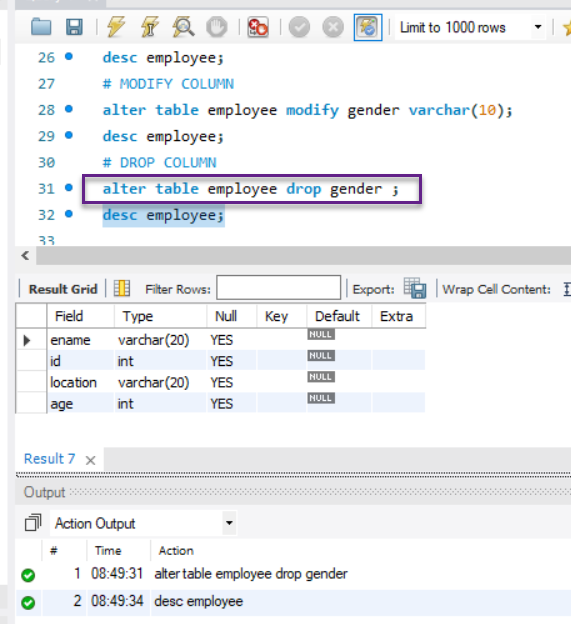 Limit to 1000 rows
26 desc employee;
27 # MODIFY COLUMN
28 alter table employee modify gender varchar(10);
29 desc employee;
30 # DROP COLUMN
31 alter table employee drop gender ;
32 desc employee;
33
Result Grid Filter Rows: Export: Wrap Cell Content:
Field Type Null Key Default Extra
ename varchar(20) YES NULL
id int YES NULL
location varchar(20) YES NULL
age int YES NULL
Result 7
Output
Action Output
# Time Action
1 08:49:31 alter table employee drop gender
2 08:49:34 desc employee